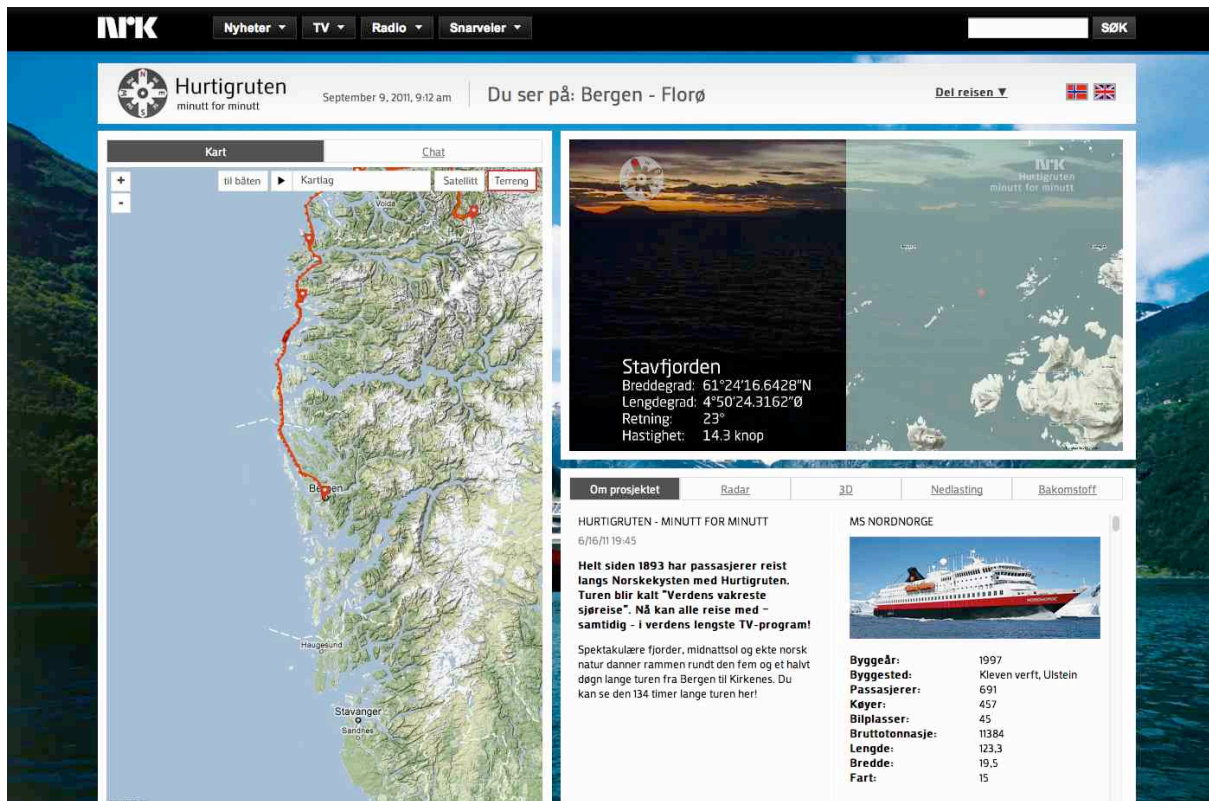 NRK
Nyheter
TV
Radio
Snarveier
SØK
Hurtigruten
minutt for minutt
September 9, 2011, 9:12 am
Du ser på: Bergen - Florø
Del reisen ▼
Kart
Chat
+
-
til båten
Kartlag
Satellitt
Terreng
Volda
Bergen
Haugesund
Stavanger
Sandnes
NRK
Hurtigruten
minutt for minutt
Stavfjorden
Breddegrad: 61°24'16.6428"N
Lengdegrad: 4°50'24.3162"Ø
Retning: 23°
Hastighet: 14.3 knop
Om prosjektet
Radar
3D
Nedlasting
Bakomstoff
HURTIGRUTEN - MINUTT FOR MINUTT
6/16/11 19:45
Helt siden 1893 har passasjerer reist
langs Norskekysten med Hurtigruten.
Turen blir kalt "Verdens vakreste
sjøreise". Nå kan alle reise med –
samtidig - i verdens lengste TV-program!
Spektakulære fjorder, midnattsol og ekte norsk
natur danner rammen rundt den fem og et halvt
døgn lange turen fra Bergen til Kirkenes. Du
kan se den 134 timer lange turen her!
MS NORDNORGE
Byggeår: 1997
Byggested: Kleven verft, Ulstein
Passasjerer: 691
Køyer: 457
Bilplasser: 45
Bruttotonnasje: 11384
Lengde: 123,3
Bredde: 19,5
Fart: 15